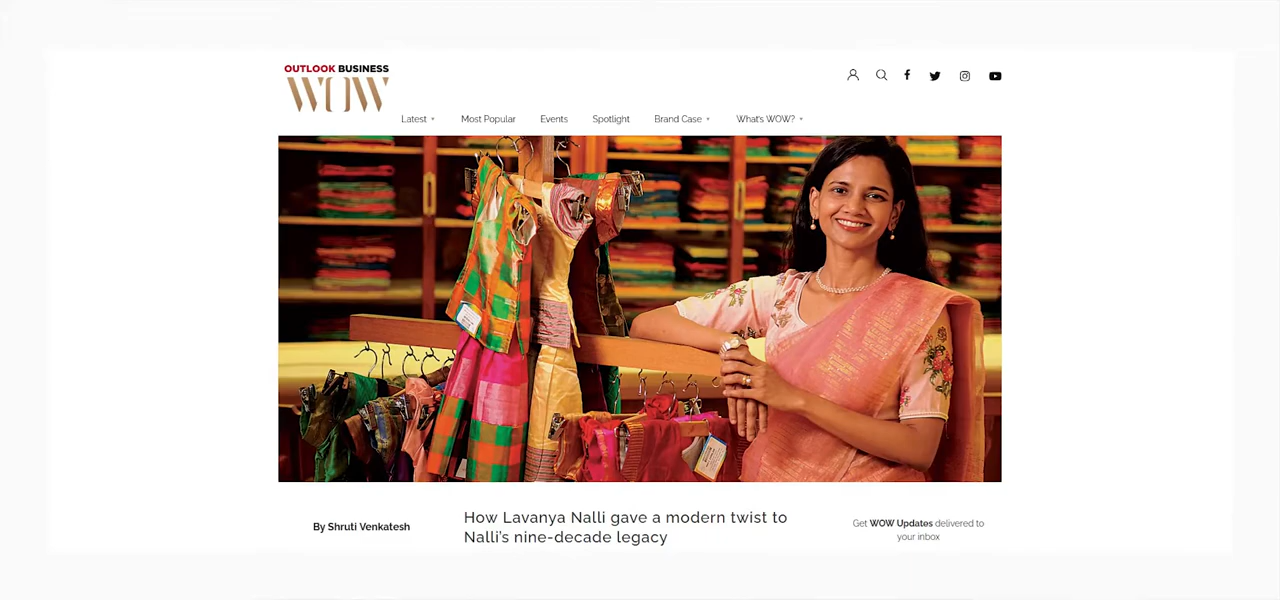 OUTLOOK BUSINESS
WOW
Latest
Most Popular
Events
Spotlight
Brand Case
What's WOW?
By Shruti Venkatesh
How Lavanya Nalli gave a modern twist to
Nalli's nine-decade legacy
Get WOW Updates delivered to
your inbox